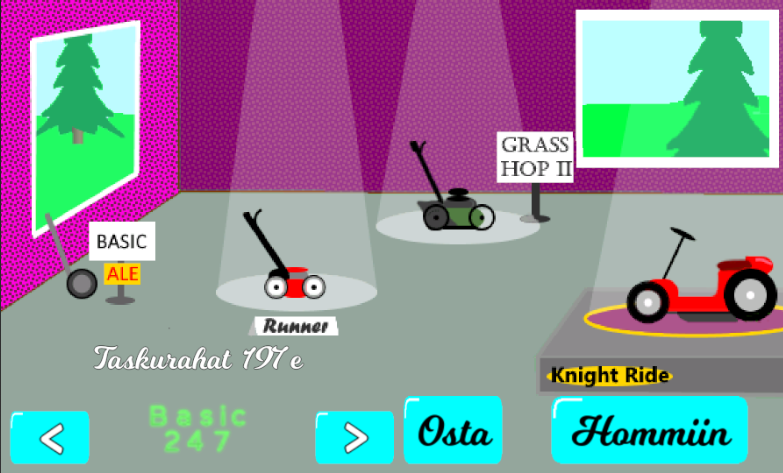 GRASS
HOP II
BASIC
ALE
Runner
Taskurahat 197 e
Knight Ride
<
Basic
247
>
Osta
Hommiin